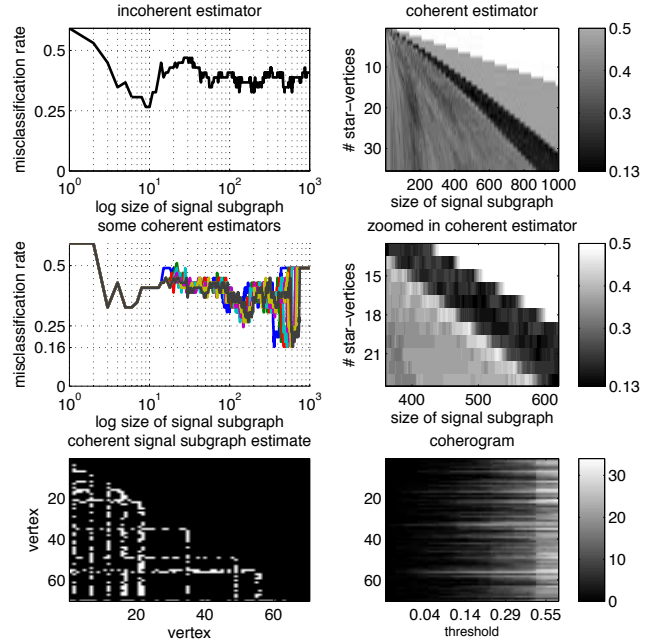 incoherent estimator
misclassification rate
0.5
0.25
0
10^0 10^1 10^2 10^3
log size of signal subgraph
coherent estimator
# star-vertices
10
20
30
200 400 600 800 1000
size of signal subgraph
0.5
0.4
0.3
0.13
some coherent estimators
misclassification rate
0.5
0.25
0.16
0
10^0 10^1 10^2 10^3
log size of signal subgraph
zoomed in coherent estimator
# star-vertices
15
18
21
400 500 600
size of signal subgraph
0.5
0.4
0.3
0.13
coherent signal subgraph estimate
vertex
20
40
60
20 40 60
vertex
coherogram
20
40
60
0.04 0.14 0.29 0.55
threshold
30
20
10
0